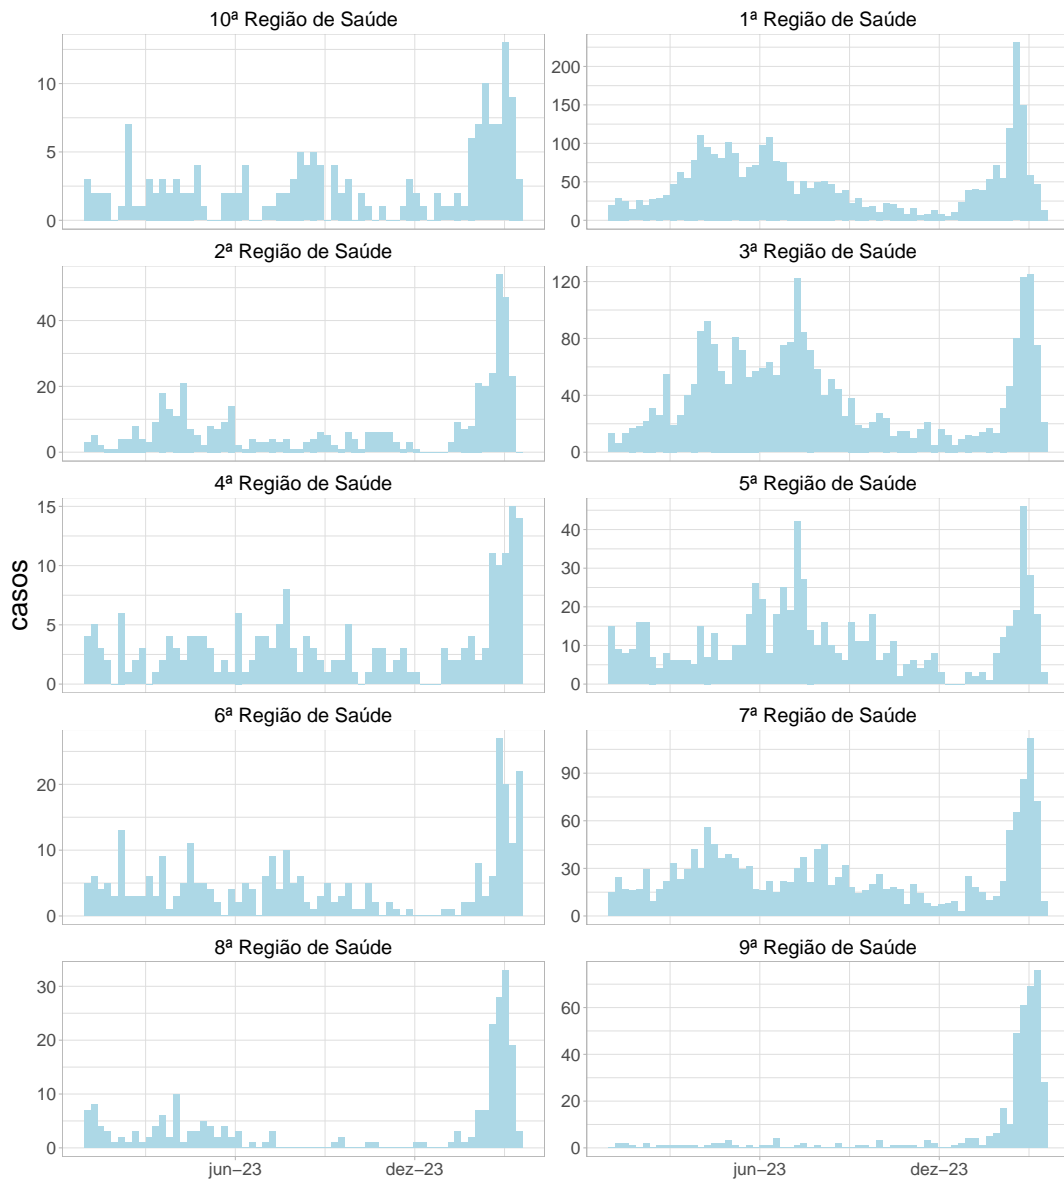 10ª Região de Saúde
10
5
0
1ª Região de Saúde
200
150
100
50
0
2ª Região de Saúde
40
20
0
3ª Região de Saúde
120
80
40
0
4ª Região de Saúde
15
10
5
0
5ª Região de Saúde
40
30
20
10
0
casos
6ª Região de Saúde
20
10
0
7ª Região de Saúde
90
60
30
0
8ª Região de Saúde
30
20
10
0
jun−23
dez−23
9ª Região de Saúde
60
40
20
0
jun−23
dez−23